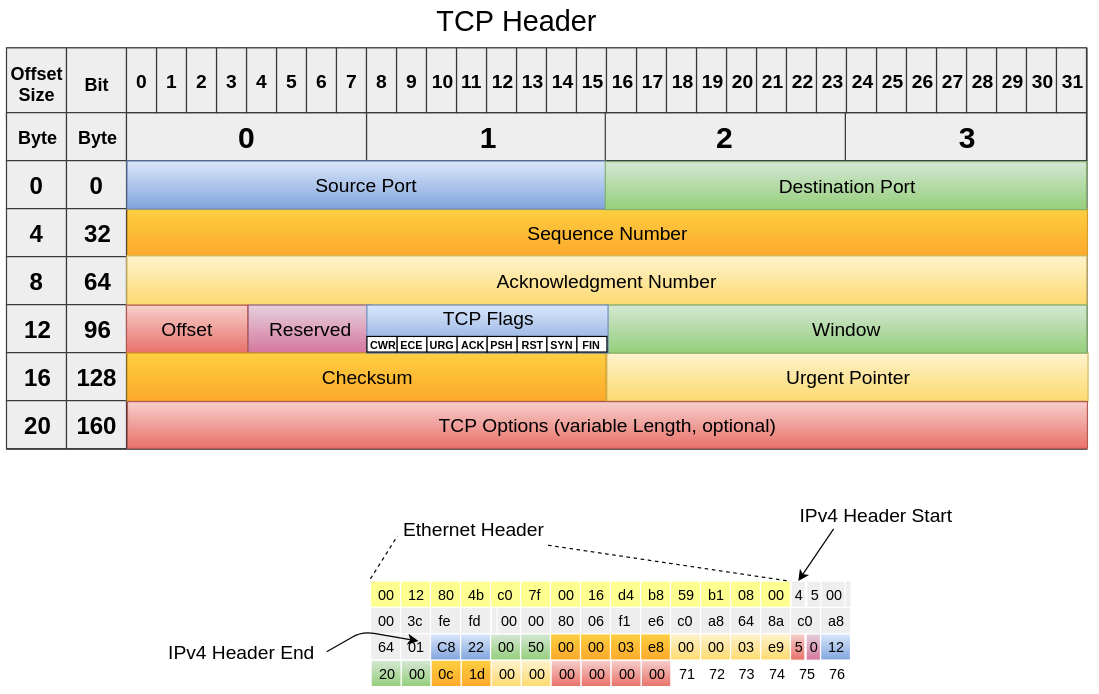 TCP Header
Offset Size Bit 0 1 2 3 4 5 6 7 8 9 10 11 12 13 14 15 16 17 18 19 20 21 22 23 24 25 26 27 28 29 30 31
Byte Byte 0 1 2 3
0 0 Source Port Destination Port
4 32 Sequence Number
8 64 Acknowledgment Number
12 96 Offset Reserved TCP Flags Window
CWR ECE URG ACK PSH RST SYN FIN
16 128 Checksum Urgent Pointer
20 160 TCP Options (variable Length, optional)
IPv4 Header Start
Ethernet Header
00 12 80 4b c0 7f 00 16 d4 b8 59 b1 08 00 4 5 00
00 3c fe fd 00 00 80 06 f1 e6 c0 a8 64 8a c0 a8
IPv4 Header End 64 01 C8 22 00 50 00 00 03 e8 00 00 03 e9 5 0 12
20 00 0c 1d 00 00 00 00 00 00 71 72 73 74 75 76